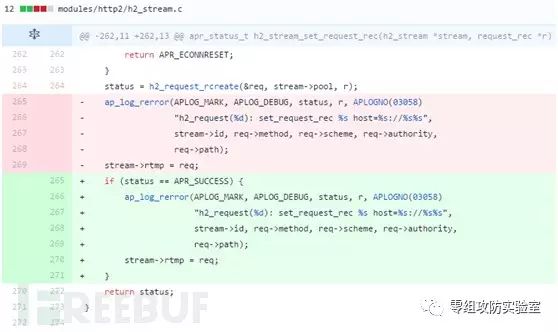 12 modules/http2/h2_stream.c
@@ -262,11 +262,13 @@ apr_status_t h2_stream_set_request_rec(h2_stream *stream, request_rec *r)
262 262 return APR_ECONNRESET;
263 263 }
264 264 status = h2_request_rcreate(&req, stream->pool, r);
265 - ap_log_rerror(APLOG_MARK, APLOG_DEBUG, status, r, APLOGNO(03058)
266 - "h2_request(%d): set_request_rec %s host=%s://%s%s",
267 - stream->id, req->method, req->scheme, req->authority,
268 - req->path);
269 - stream->rtmp = req;
265 + if (status == APR_SUCCESS) {
266 + ap_log_rerror(APLOG_MARK, APLOG_DEBUG, status, r, APLOGNO(03058)
267 + "h2_request(%d): set_request_rec %s host=%s://%s%s",
268 + stream->id, req->method, req->scheme, req->authority,
269 + req->path);
270 + stream->rtmp = req;
271 + }
270 272 return status;
271 273 }
272 274
FREEBUF
零组攻防实验室